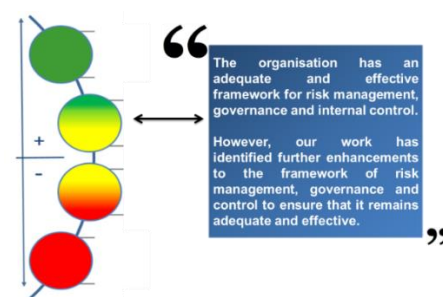 “
The organisation has an
adequate and effective
framework for risk management,
governance and internal control.
However, our work has
identified further enhancements
to the framework of risk
management, governance and
control to ensure that it remains
adequate and effective.
”
+
-